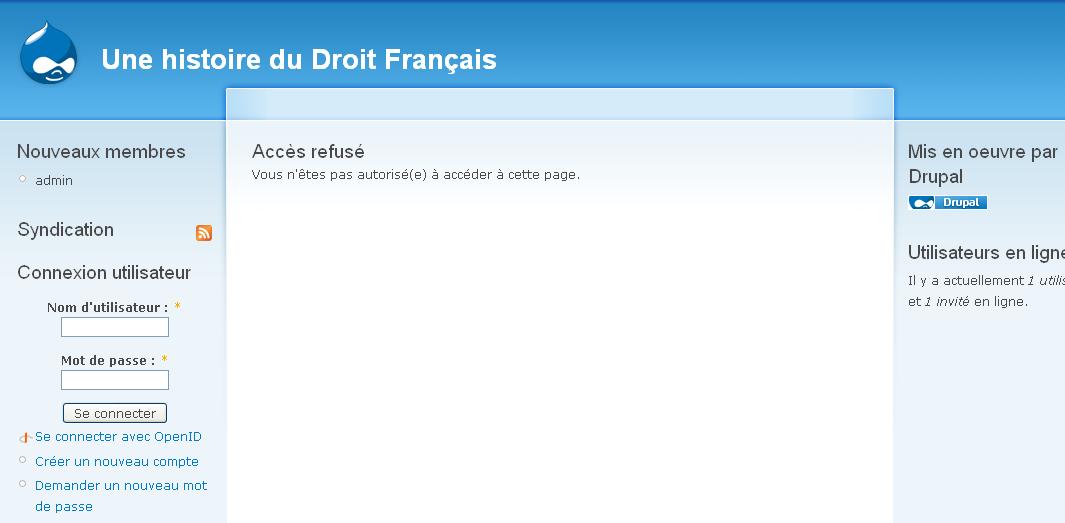 Une histoire du Droit Français
Nouveaux membres
admin
Syndication
Connexion utilisateur
Nom d'utilisateur : *
Mot de passe : *
Se connecter
Se connecter avec OpenID
Créer un nouveau compte
Demander un nouveau mot
de passe
Accès refusé
Vous n'êtes pas autorisé(e) à accéder à cette page.
Mis en oeuvre par
Drupal
Drupal
Utilisateurs en ligne
Il y a actuellement 1 utilis
et 1 invité en ligne.